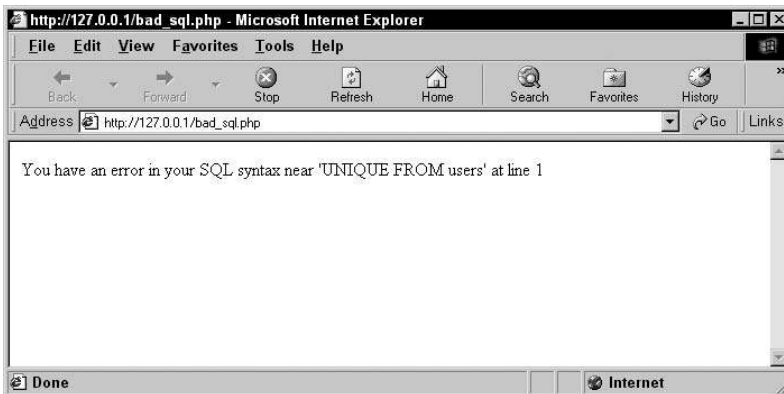 http://127.0.0.1/bad_sql.php - Microsoft Internet Explorer
File Edit View Favorites Tools Help
Back Forward Stop Refresh Home Search Favorites History »
Address http://127.0.0.1/bad_sql.php Go Links
You have an error in your SQL syntax near 'UNIQUE FROM users' at line 1
Done Internet